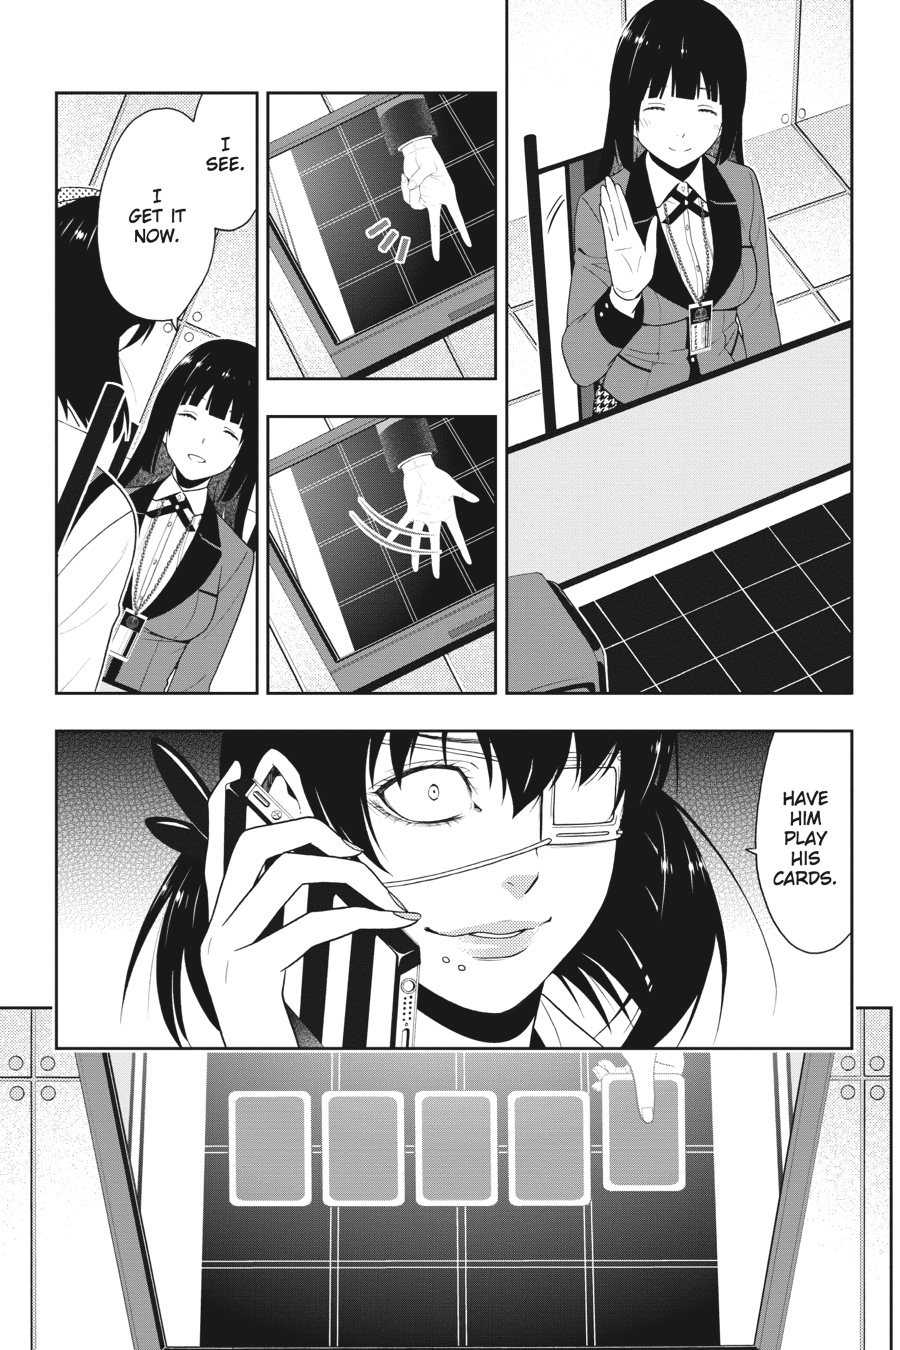 I
SEE.
I
GET IT
NOW.
HAVE
HIM
PLAY
HIS
CARDS.